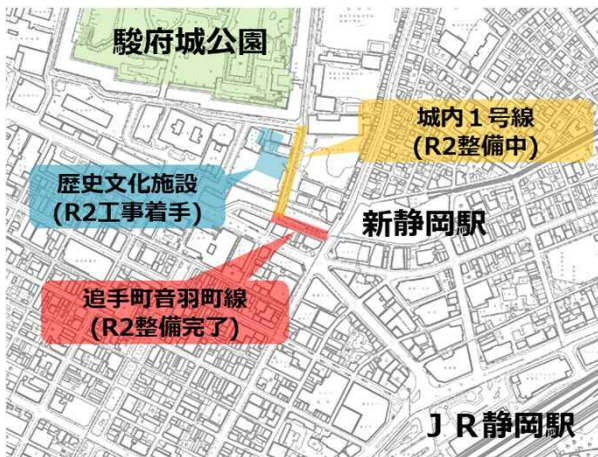 駿府城公園
城内１号線
(R2整備中)
歴史文化施設
(R2工事着手)
新静岡駅
追手町音羽町線
(R2整備完了)
ＪＲ静岡駅